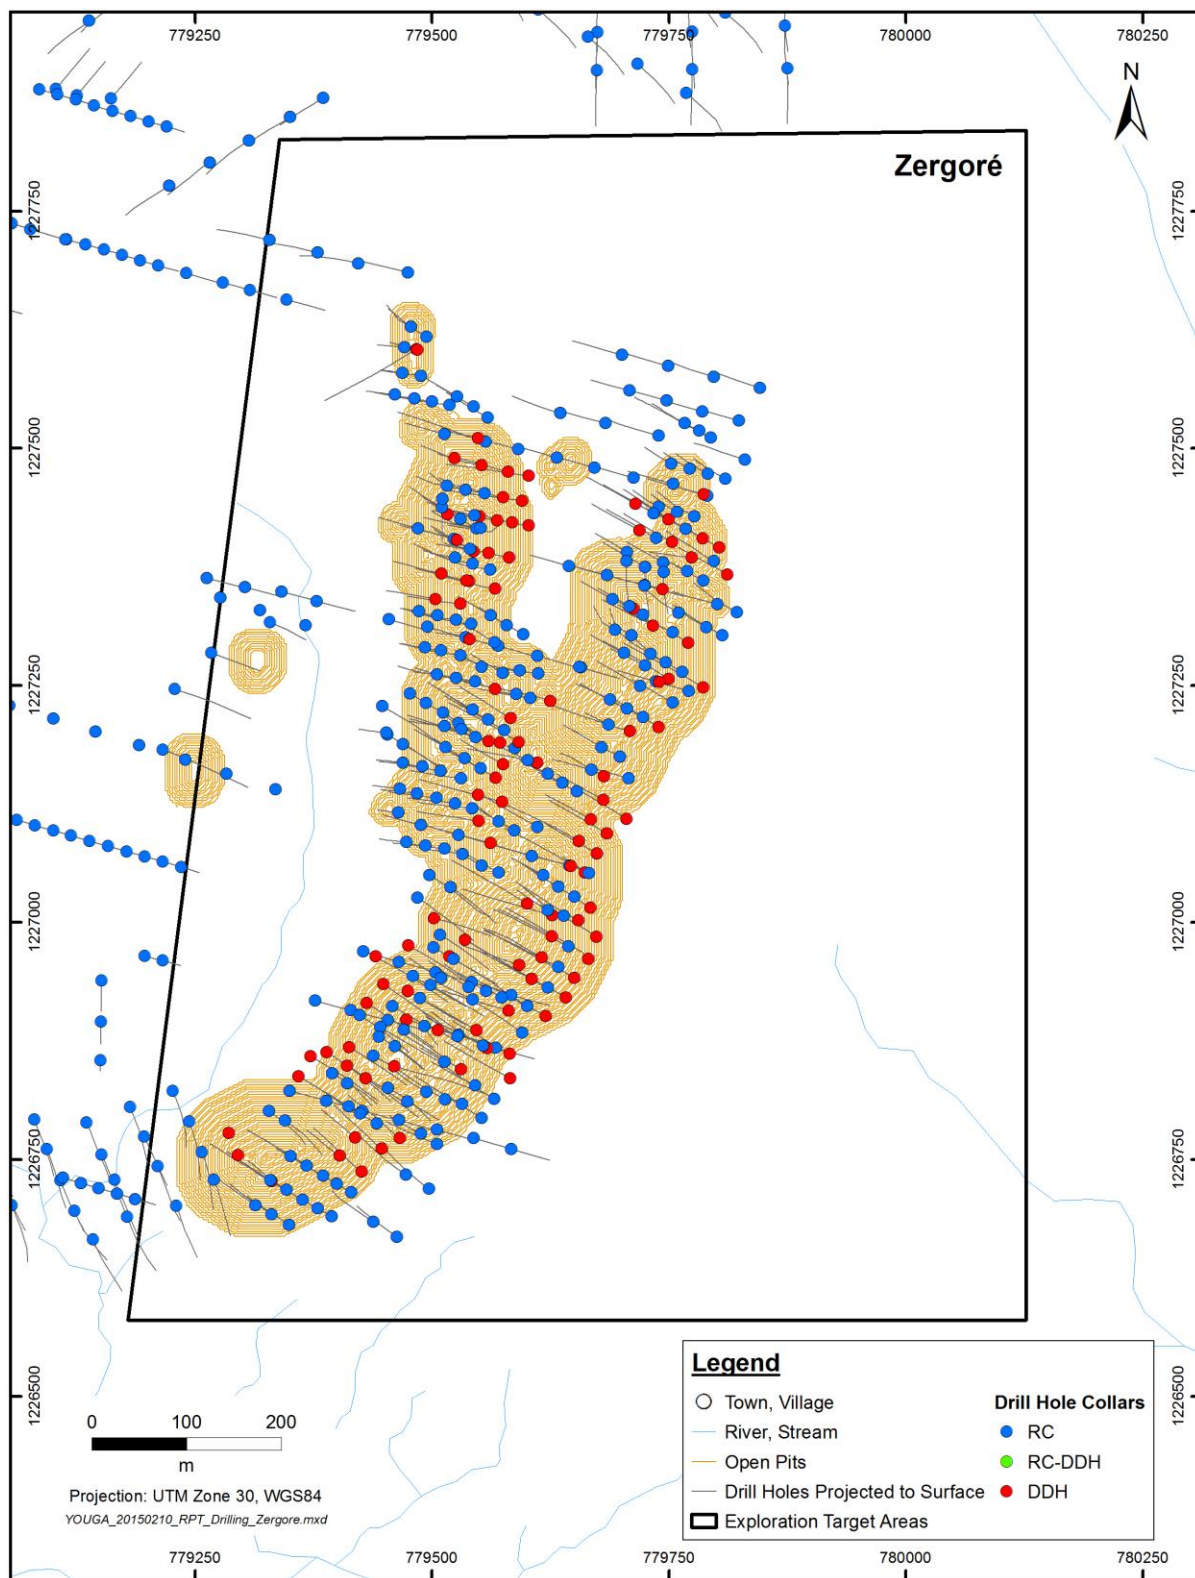 779250 779500 779750 780000 780250
N
Zergoré
1227750 1227750
1227500 1227500
1227250 1227250
1227000 1227000
1226750 1226750
1226500 1226500
0 100 200
m
Projection: UTM Zone 30, WGS84
YOUGA_20150210_RPT_Drilling_Zergore.mxd
Legend
Town, Village
River, Stream
Open Pits
Drill Holes Projected to Surface
Exploration Target Areas
Drill Hole Collars
RC
RC-DDH
DDH
779250 779500 779750 780000 780250